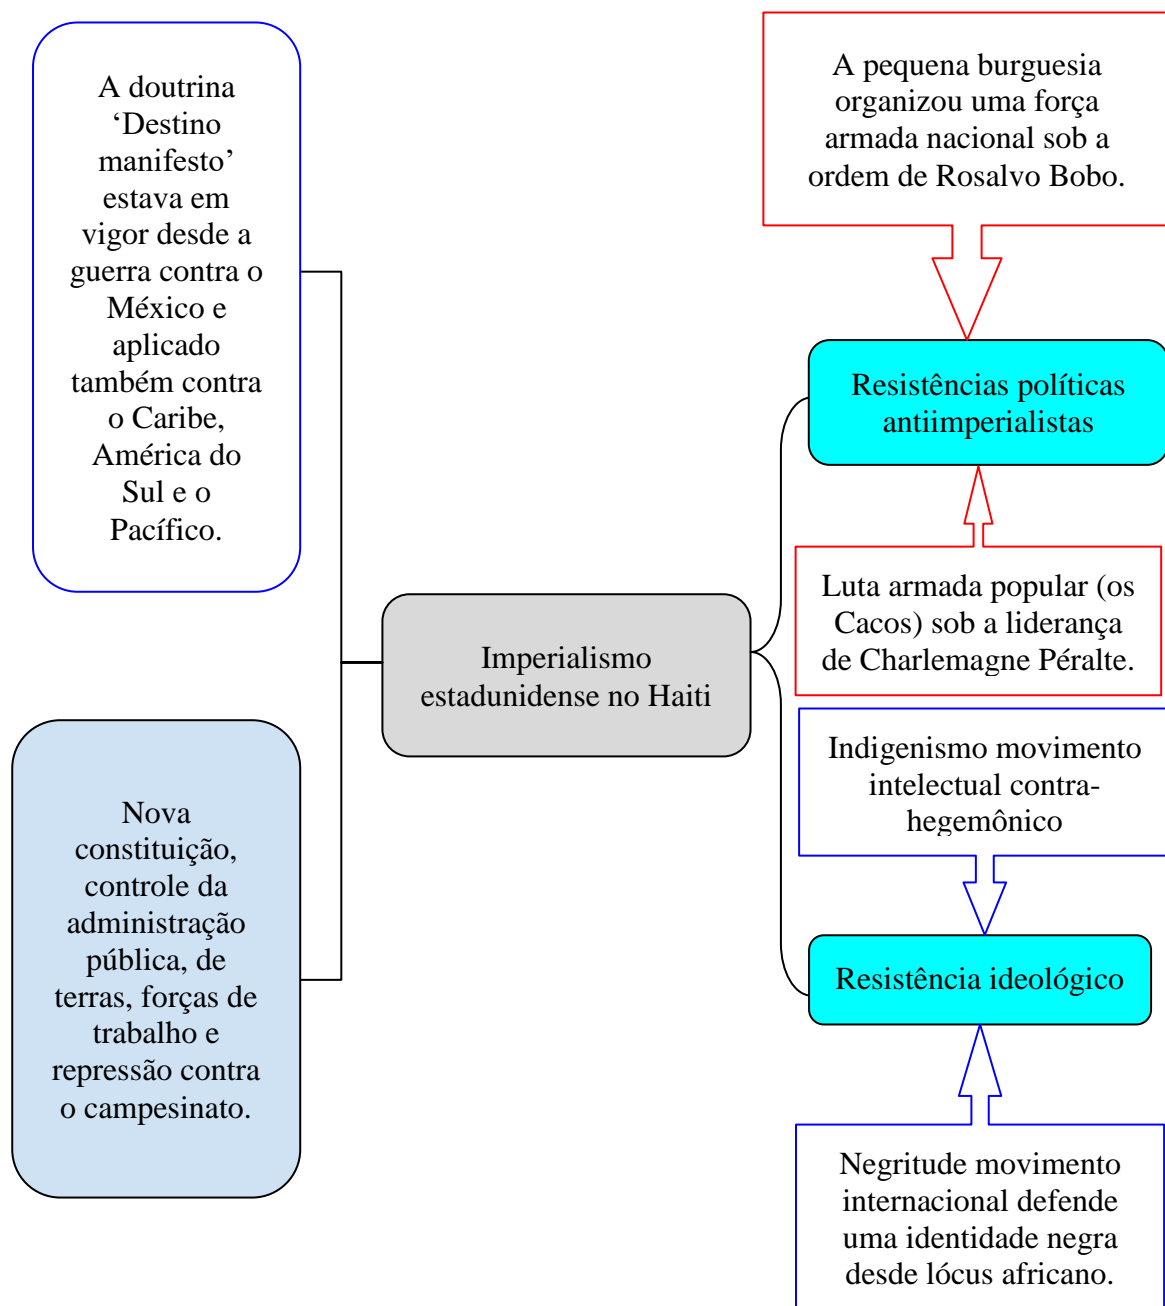 A doutrina
‘Destino
manifesto’
estava em
vigor desde a
guerra contra o
México e
aplicado
também contra
o Caribe,
América do
Sul e o
Pacífico.
Nova
constituição,
controle da
administração
pública, de
terras, forças de
trabalho e
repressão contra
o campesinato.
Imperialismo
estadunidense no Haiti
A pequena burguesia
organizou uma força
armada nacional sob a
ordem de Rosalvo Bobo.
Resistências políticas
antiimperialistas
Luta armada popular (os
Cacos) sob a liderança
de Charlemagne Péralte.
Indigenismo movimento
intelectual contra-
hegemônico
Resistência ideológico
Negritude movimento
internacional defende
uma identidade negra
desde lócus africano.